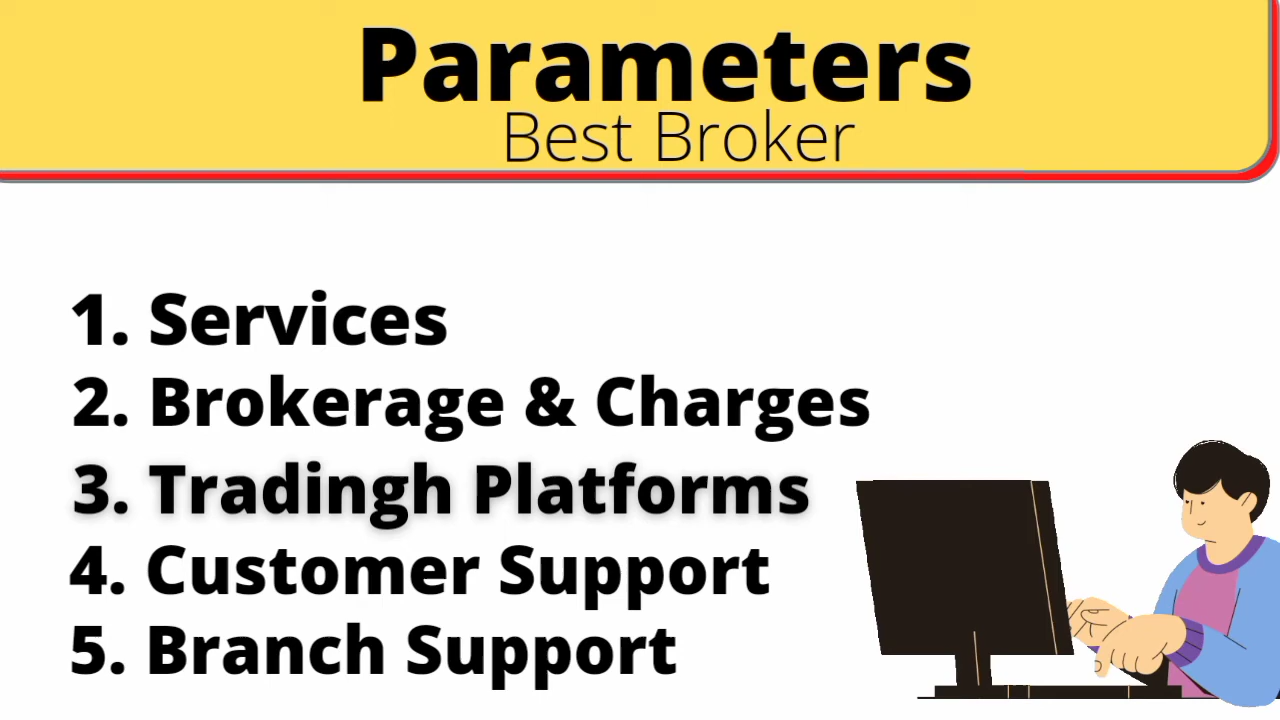 Parameters
Best Broker
1. Services
2. Brokerage & Charges
3. Tradingh Platforms
4. Customer Support
5. Branch Support